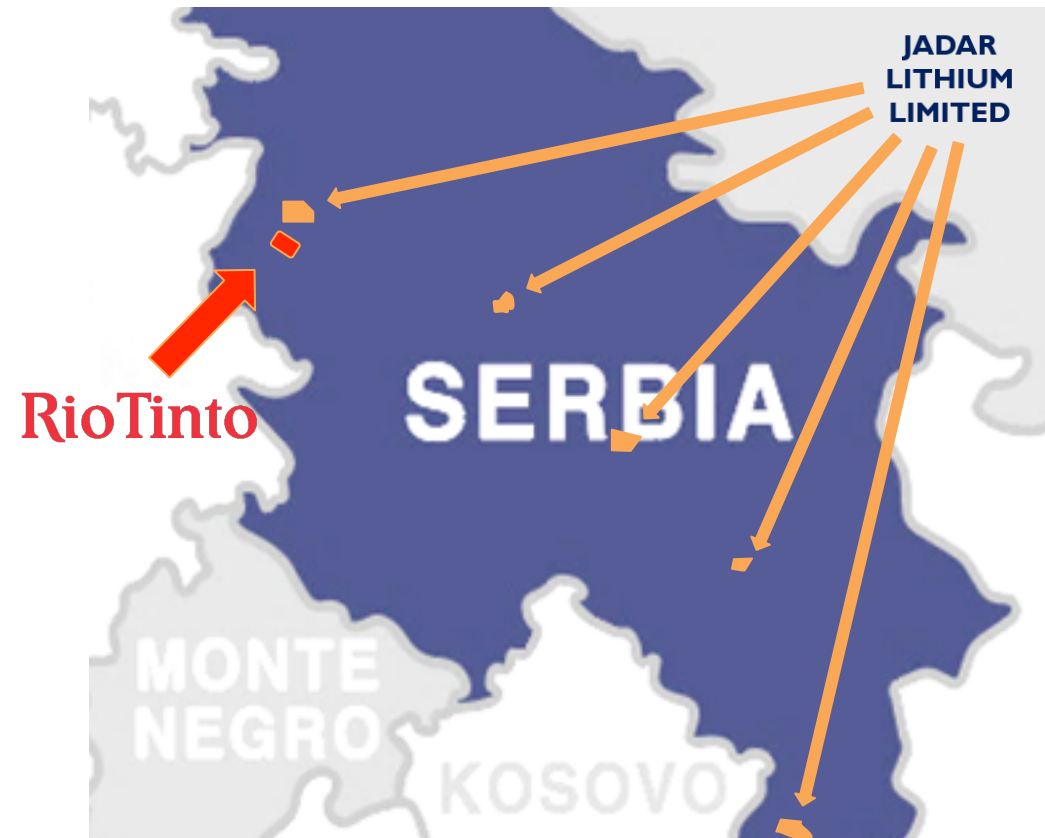 JADAR
LITHIUM
LIMITED
SERBIA
RioTinto
MONTE
NEGRO
KOSOVO